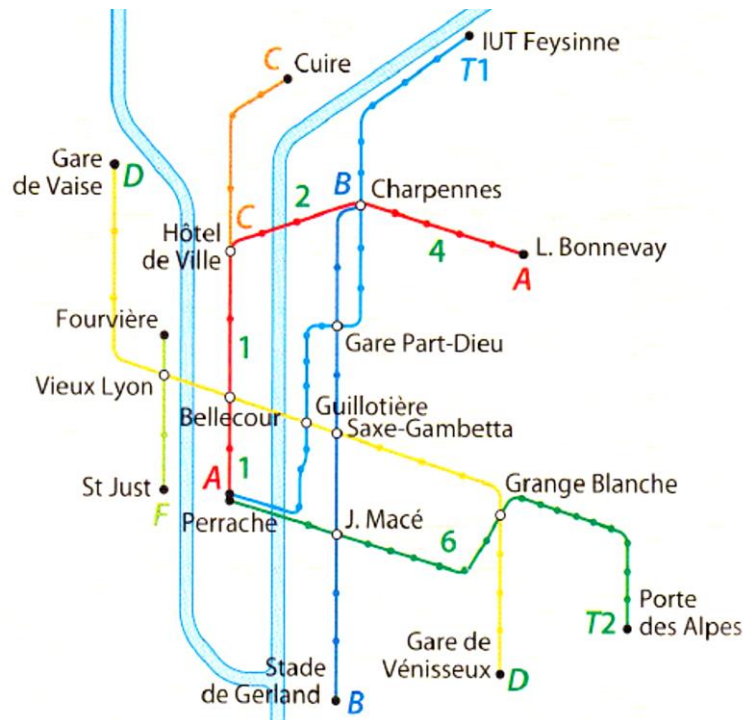 C Cuire
IUT Feysinne
T1
Gare
de Vaise
D
B
Charpennes
2
C
Hôtel
de Ville
4
L. Bonnevay
A
Fourvière
Gare Part-Dieu
1
Vieux Lyon
Bellecour
Guillotière
Saxe-Gambetta
St Just
F
A
1
Perrache
Grange Blanche
J. Macé
6
Porte
des Alpes
T2
Gare de
Vénisseux
D
Stade
de Gerland
B